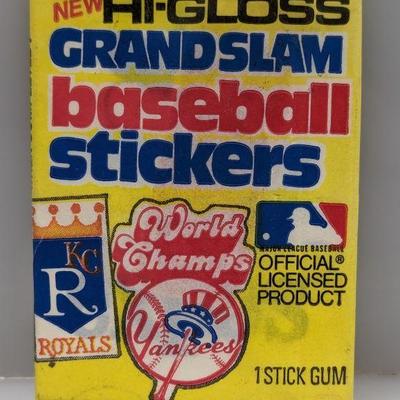 NEW HI-GLOSS
GRAND SLAM
baseball
stickers
World
Champs
Yankees
KC
R
ROYALS
MAJOR LEAGUE BASEBALL
OFFICIAL®
LICENSED
PRODUCT
1 STICK GUM